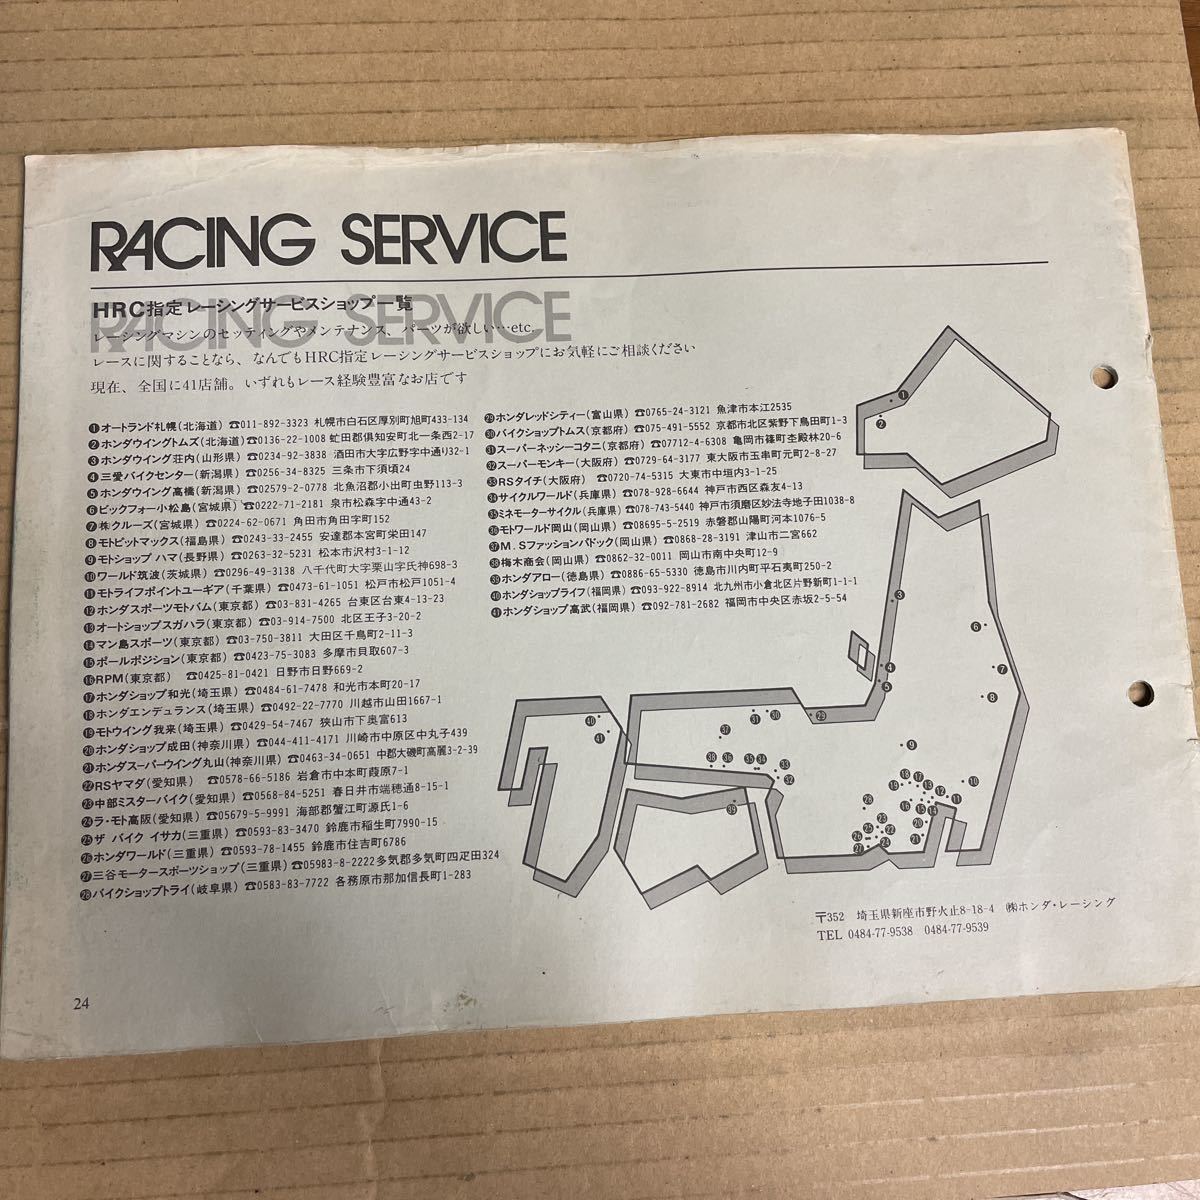 RACING SERVICE
RACING SERVICE
HRC指定レーシングサービスショップ一覧
レーシングマシンのセッティングやメンテナンス、パーツが欲しい…etc.
レースに関することなら、なんでもHRC指定レーシングサービスショップにお気軽にご相談ください
現在、全国に41店舗。いずれもレース経験豊富なお店です
❶オートランド札幌(北海道) ☎011-892-3323 札幌市白石区厚別町旭町433-134
❷ホンダウイングトムズ(北海道) ☎0136-22-1008 虻田郡倶知安町北一条西2-17
❸ホンダウイング荘内(山形県) ☎0234-92-3838 酒田市大字広野字中通り32-1
❹三愛バイクセンター(新潟県) ☎0256-34-8325 三条市下須頃24
❺ホンダウイング高橋(新潟県) ☎02579-2-0778 北魚沼郡小出町虫野113-3
❻ビックフォー小松島(宮城県) ☎0222-71-2181 泉市松森字中通43-2
❼㈱クルーズ(宮城県) ☎0224-62-0671 角田市角田字町152
❽モトピットマックス(福島県) ☎0243-33-2455 安達郡本宮町栄田147
❾モトショップ ハマ(長野県) ☎0263-32-5231 松本市沢村3-1-12
❿ワールド筑波(茨城県) ☎0296-49-3138 八千代町大字栗山字氏神698-3
⓫モトライフポイントユーギア(千葉県) ☎0473-61-1051 松戸市松戸1051-4
⓬ホンダスポーツモトバム(東京都) ☎03-831-4265 台東区台東4-13-23
⓭オートショップスガハラ(東京都) ☎03-914-7500 北区王子3-20-2
⓮マン島スポーツ(東京都) ☎03-750-3811 大田区千鳥町2-11-3
⓯ポールポジション(東京都) ☎0423-75-3083 多摩市貝取607-3
⓰RPM(東京都) ☎0425-81-0421 日野市日野669-2
⓱ホンダショップ和光(埼玉県) ☎0484-61-7478 和光市本町20-17
⓲ホンダエンデュランス(埼玉県) ☎0492-22-7770 川越市山田1667-1
⓳モトウイング我来(埼玉県) ☎0429-54-7467 狭山市下奥富613
⓴ホンダショップ成田(神奈川県) ☎044-411-4171 川崎市中原区中丸子439
㉑ホンダスーパーウイング丸山(神奈川県) ☎0463-34-0651 中郡大磯町高麗3-2-39
㉒RSヤマダ(愛知県) ☎0578-66-5186 岩倉市中本町葭原7-1
㉓中部ミスターバイク(愛知県) ☎0568-84-5251 春日井市端穂通8-15-1
㉔ラ・モト高阪(愛知県) ☎05679-5-9991 海部郡蟹江町源氏1-6
㉕ザ バイク イサカ(三重県) ☎0593-83-3470 鈴鹿市稲生町7990-15
㉖ホンダワールド(三重県) ☎0593-78-1455 鈴鹿市住吉町6786
㉗三谷モータースポーツショップ(三重県) ☎05983-8-2222 多気郡多気町四疋田324
㉘バイクショップトライ(岐阜県) ☎0583-83-7722 各務原市那加信長町1-283
㉙ホンダレッドシティー(富山県) ☎0765-24-3121 魚津市本江2535
㉚バイクショップトムス(京都府) ☎075-491-5552 京都市北区紫野下鳥田町1-3
㉛スーパーネッシーコタニ(京都府) ☎07712-4-6308 亀岡市篠町杢殿林20-6
㉜スーパーモンキー(大阪府) ☎0729-64-3177 東大阪市玉串町元町2-8-27
㉝RSタイチ(大阪府) ☎0720-74-5315 大東市中垣内3-1-25
㉞サイクルワールド(兵庫県) ☎078-928-6644 神戸市西区森友4-13
㉟ミネモーターサイクル(兵庫県) ☎078-743-5440 神戸市須磨区妙法寺地子田1038-8
㊱モトワールド岡山(岡山県) ☎08695-5-2519 赤磐郡山陽町河本1076-5
㊲M.Sファッションパドック(岡山県) ☎0868-28-3191 津山市二宮662
㊳梅木商会(岡山県) ☎0862-32-0011 岡山市南中央町12-9
㊴ホンダアロー(徳島県) ☎0886-65-5330 徳島市川内町平石夷野250-2
㊵ホンダショップライフ(福岡県) ☎093-922-8914 北九州市小倉北区片野新町1-1-1
㊶ホンダショップ高武(福岡県) ☎092-781-2682 福岡市中央区赤坂2-5-54
〒352 埼玉県新座市野火止8-18-4 ㈱ホンダ・レーシング
TEL 0484-77-9538 0484-77-9539
24